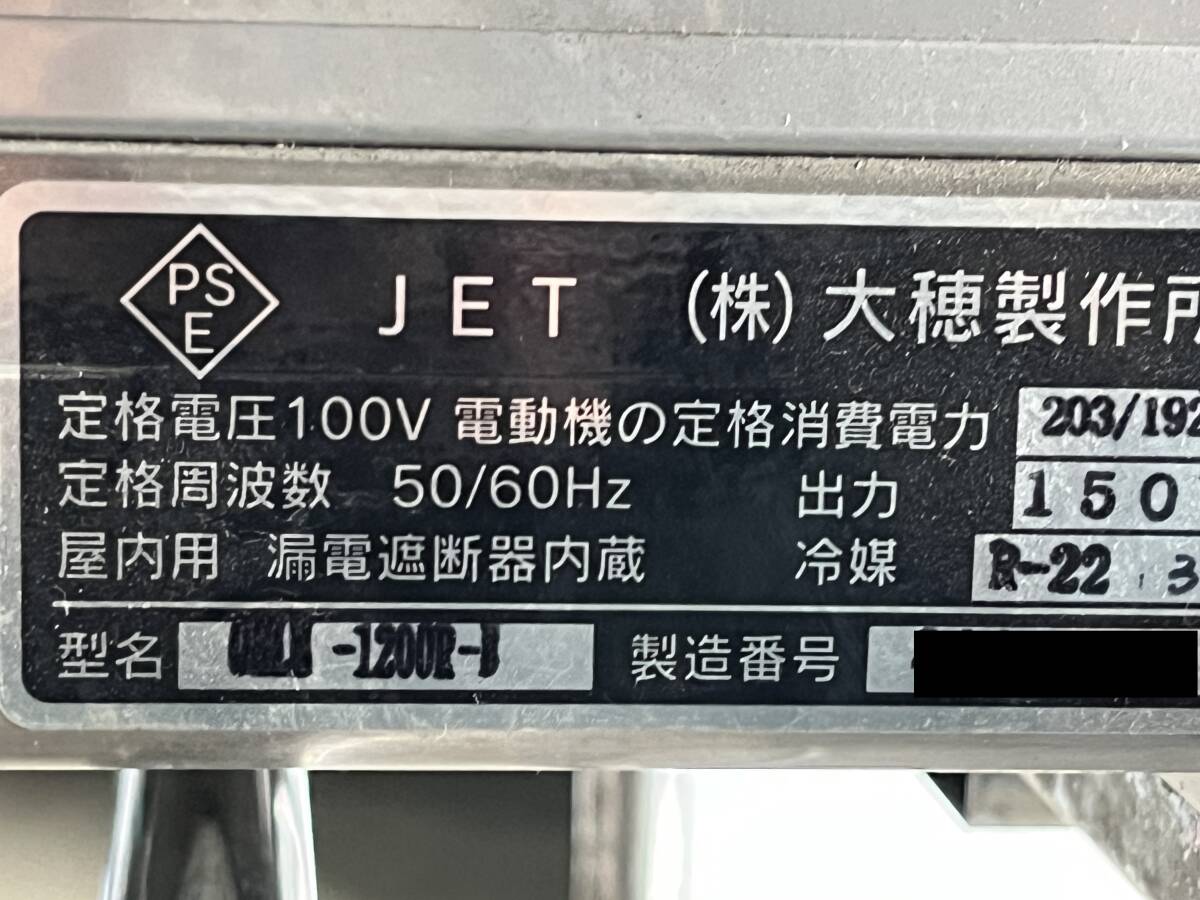 PS
E
JET (株)大穂製作所
定格電圧100V 電動機の定格消費電力 203/192
定格周波数 50/60Hz 出力 150
屋内用 漏電遮断器内蔵 冷媒 R-22 3
型名 -1200R- 製造番号